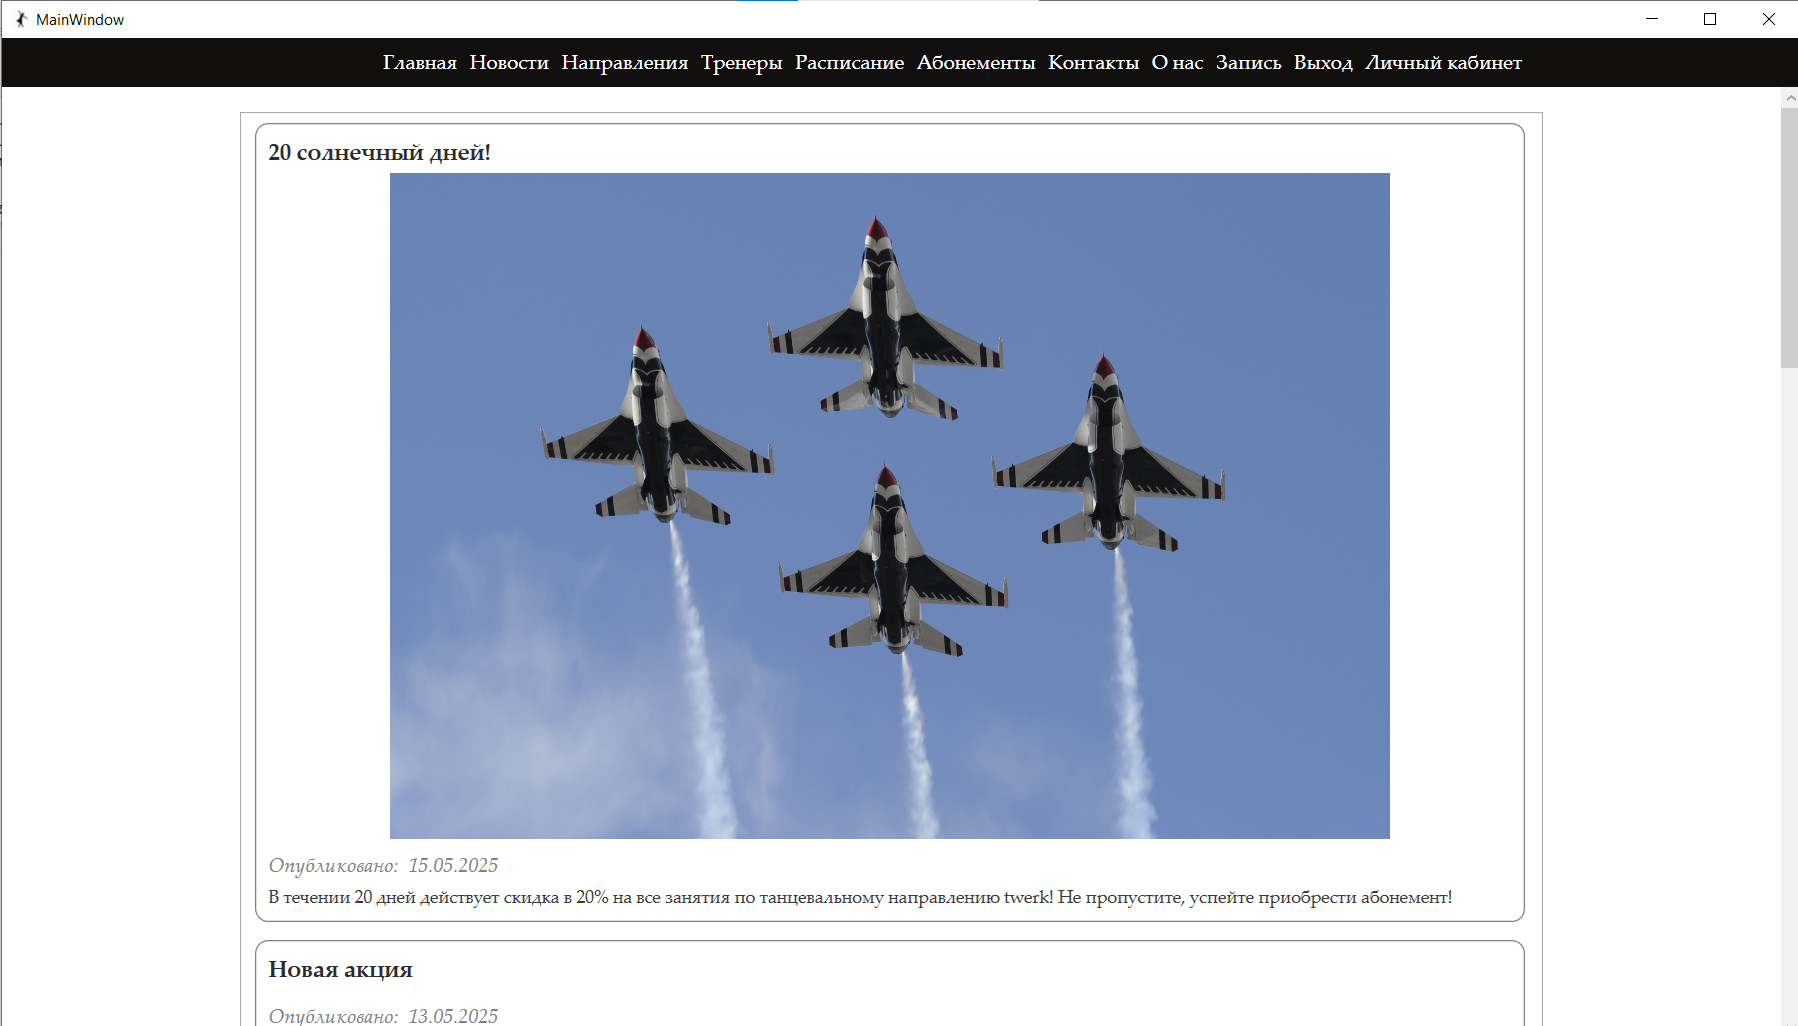 MainWindow
Главная Новости Направления Тренеры Расписание Абонементы Контакты О нас Запись Выход Личный кабинет
20 солнечный дней!
Опубликовано: 15.05.2025
В течении 20 дней действует скидка в 20% на все занятия по танцевальному направлению twerk! Не пропустите, успейте приобрести абонемент!
Новая акция
Опубликовано: 13.05.2025